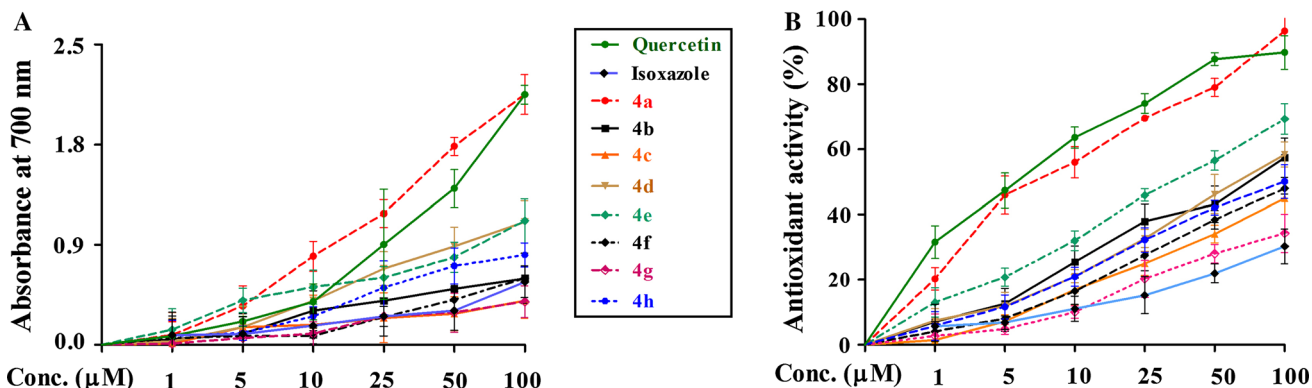 A
Absorbance at 700 nm
2.5
1.8
0.9
0.0
Conc. (µM) 1 5 10 25 50 100
Quercetin
Isoxazole
4a
4b
4c
4d
4e
4f
4g
4h
B
Antioxidant activity (%)
100
80
60
40
20
0
Conc. (µM) 1 5 10 25 50 100